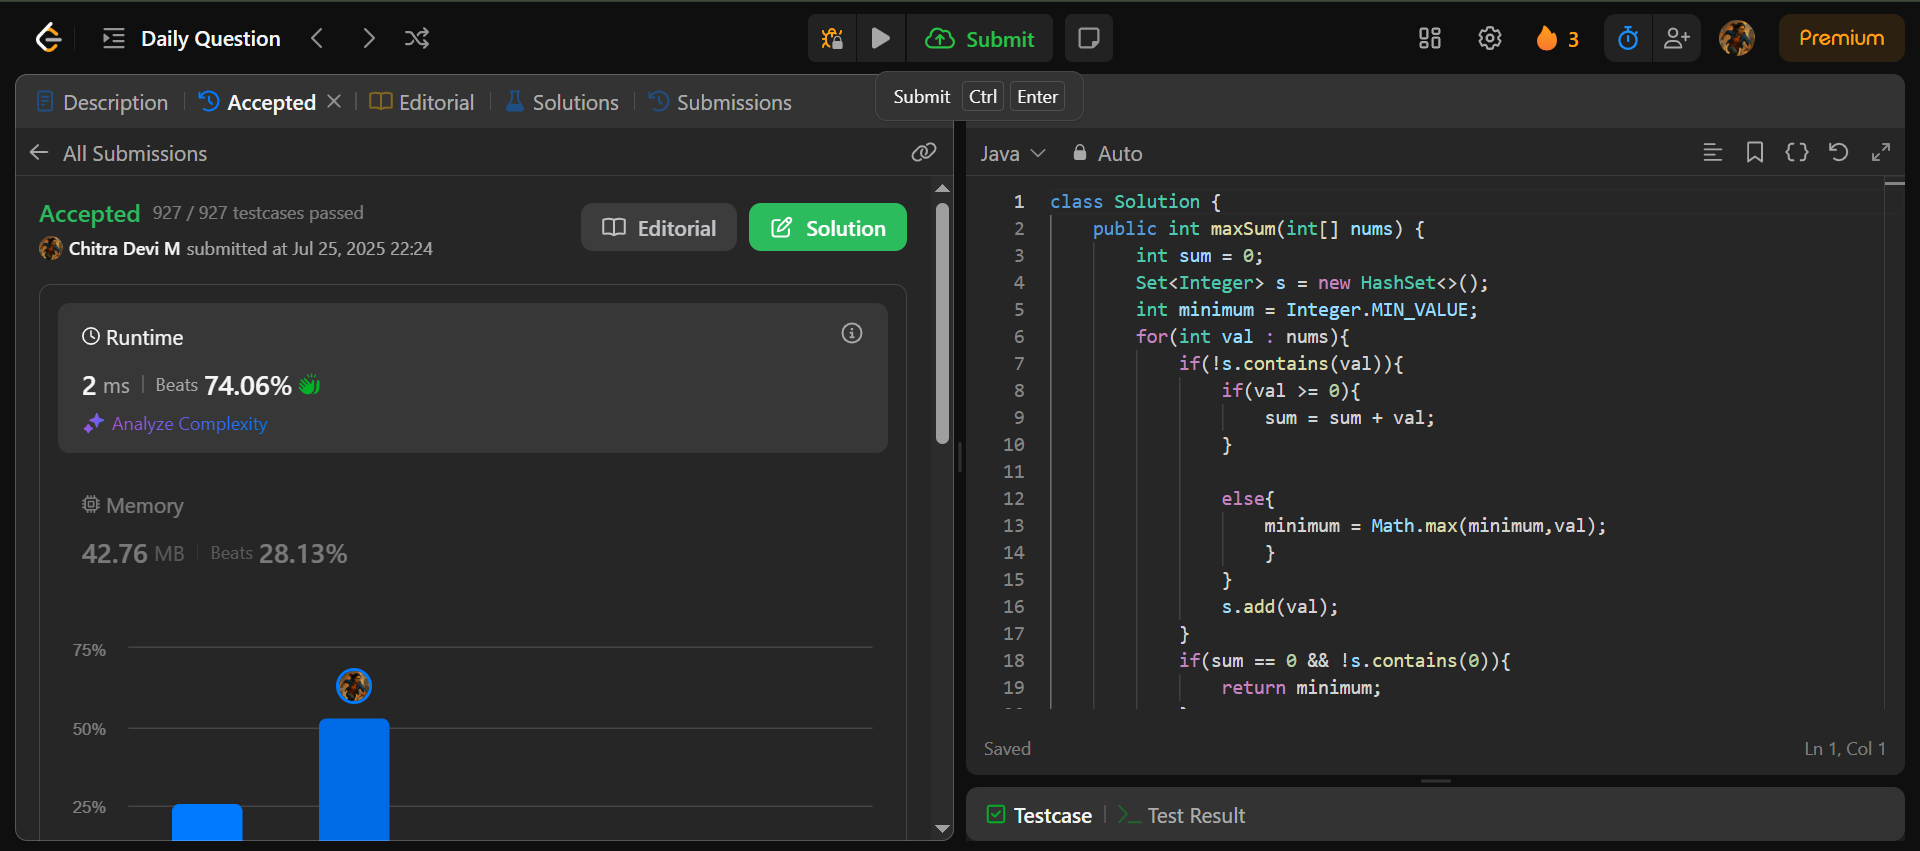 Daily Question
Submit
3
Premium
Submit Ctrl Enter
Description
Accepted
Editorial
Solutions
Submissions
All Submissions
Accepted 927 / 927 testcases passed
Chitra Devi M submitted at Jul 25, 2025 22:24
Editorial
Solution
Runtime
2 ms Beats 74.06%
Analyze Complexity
Memory
42.76 MB Beats 28.13%
75%
50%
25%
Java Auto
1 class Solution {
2 public int maxSum(int[] nums) {
3 int sum = 0;
4 Set<Integer> s = new HashSet<>();
5 int minimum = Integer.MIN_VALUE;
6 for(int val : nums){
7 if(!s.contains(val)){
8 if(val >= 0){
9 sum = sum + val;
10 }
11
12 else{
13 minimum = Math.max(minimum,val);
14 }
15 }
16 s.add(val);
17 }
18 if(sum == 0 && !s.contains(0)){
19 return minimum;
Saved
Ln 1, Col 1
Testcase
Test Result